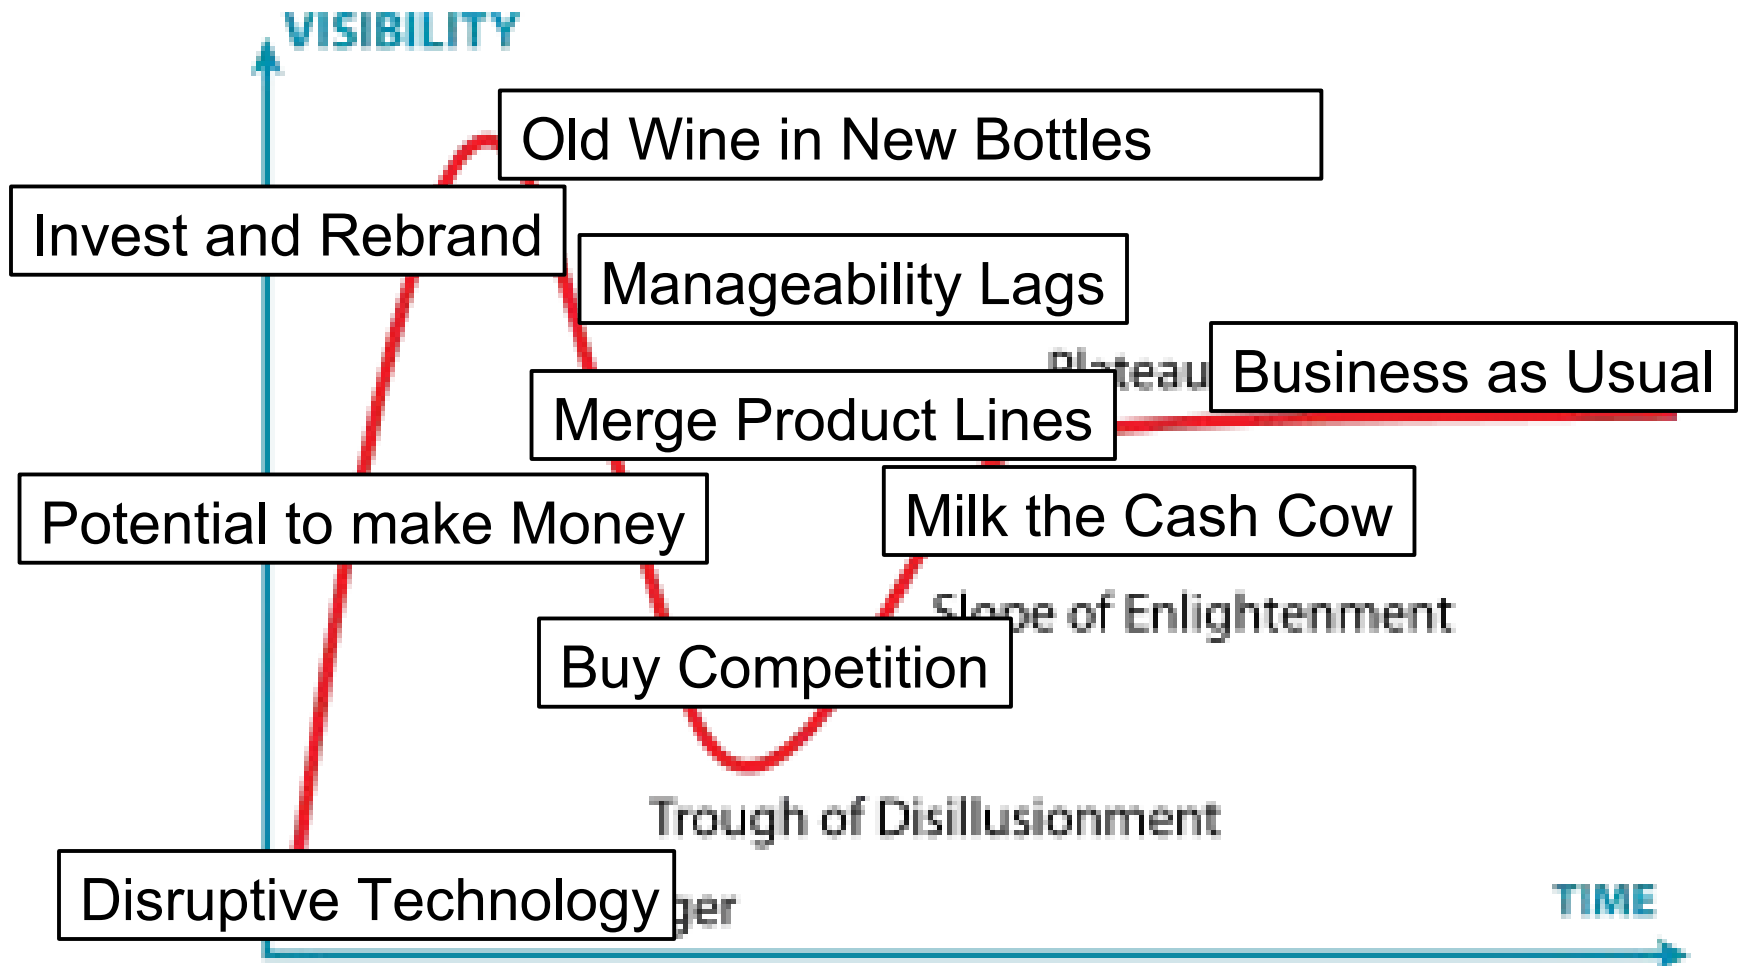 VISIBILITY
Old Wine in New Bottles
Invest and Rebrand
Manageability Lags
Plateau
Business as Usual
Merge Product Lines
Potential to make Money
Milk the Cash Cow
Slope of Enlightenment
Buy Competition
Trough of Disillusionment
Disruptive Technology
TIME